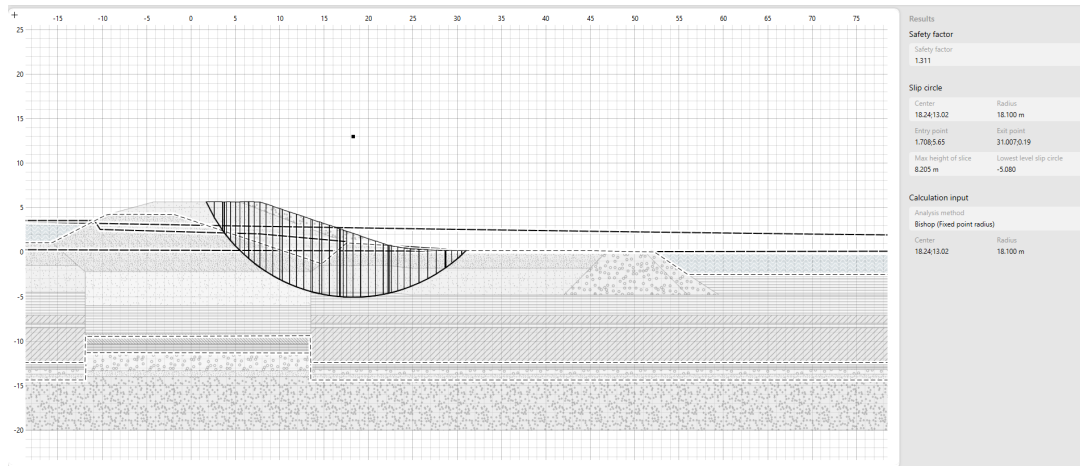 -15 -10 -5 0 5 10 15 20 25 30 35 40 45 50 55 60 65 70 75
25
20
15
10
5
0
-5
-10
-15
-20
Results
Safety factor
Safety factor
1.311
Slip circle
Center Radius
18.24;13.02 18.100 m
Entry point Exit point
1.708;5.65 31.007;0.19
Max height of slice Lowest level slip circle
8.205 m -5.080
Calculation input
Analysis method
Bishop (Fixed point radius)
Center Radius
18.24;13.02 18.100 m